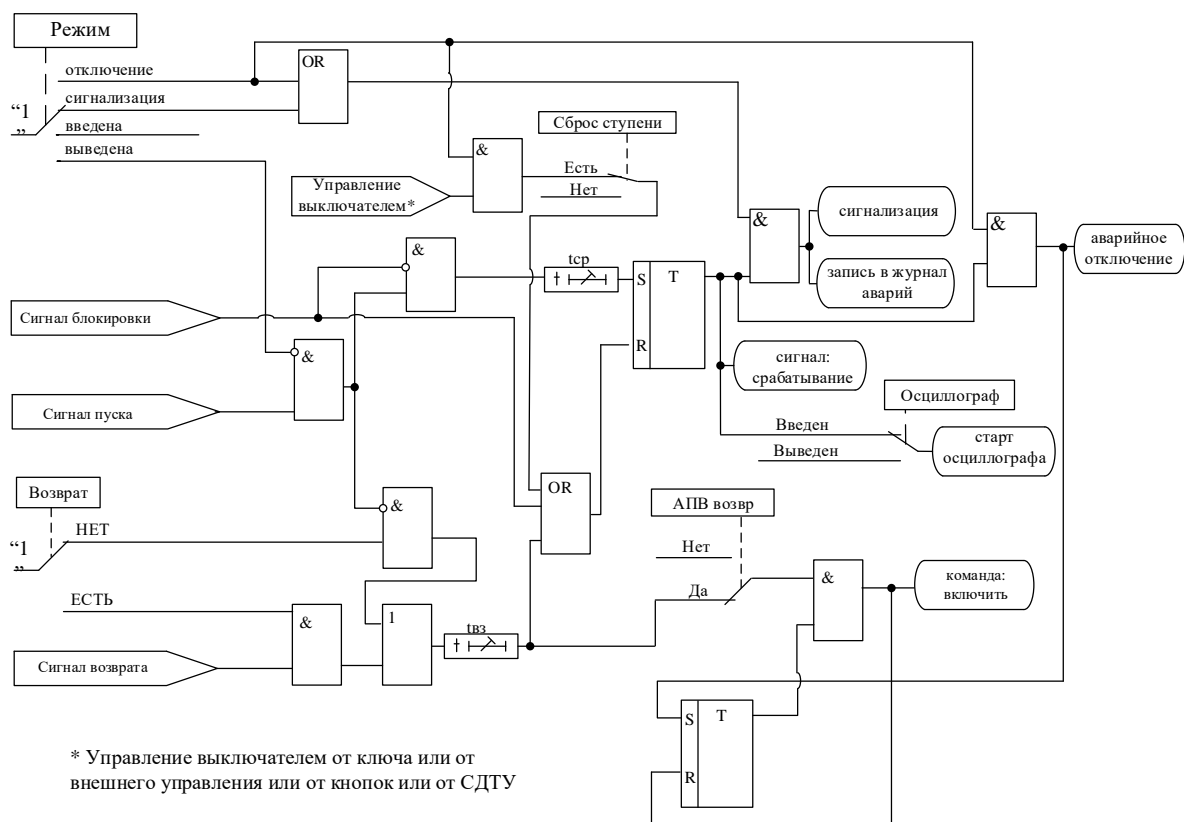 Режим
отключение
OR
сигнализация
“1
”
введена
выведена
Сброс ступени
&
Есть
Нет
Управление
выключателем*
&
сигнализация
&
аварийное
отключение
&
tср
запись в журнал
аварий
S
T
R
Сигнал блокировки
&
сигнал:
срабатывание
Осциллограф
Сигнал пуска
Введен
Выведен
старт
осциллографа
OR
Возврат
&
АПВ возвр
НЕТ
“1
”
Нет
&
команда:
включить
Да
ЕСТЬ
&
1
tвз
Сигнал возврата
S
T
R
* Управление выключателем от ключа или от
внешнего управления или от кнопок или от СДТУ